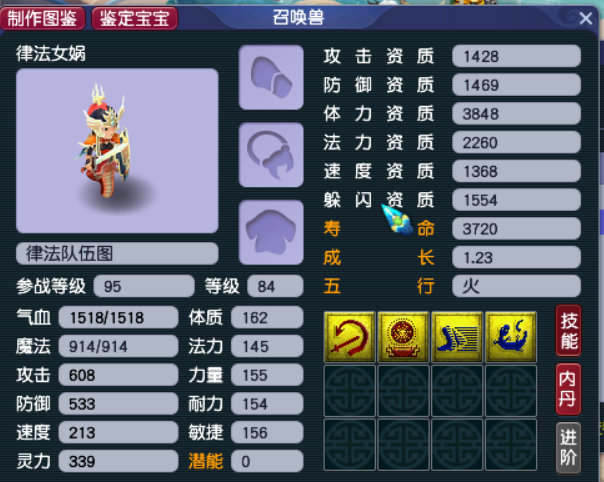 制作图鉴 鉴定宝宝 召唤兽
律法女娲
攻击资质 1428
防御资质 1469
体力资质 3848
法力资质 2260
速度资质 1368
躲闪资质 1554
寿命 3720
成长 1.23
五行 火
律法队伍图
参战等级 95 等级 84
气血 1518/1518 体质 162
魔法 914/914 法力 145
攻击 608 力量 155
防御 533 耐力 154
速度 213 敏捷 156
灵力 339 潜能 0
技能
内丹
进阶